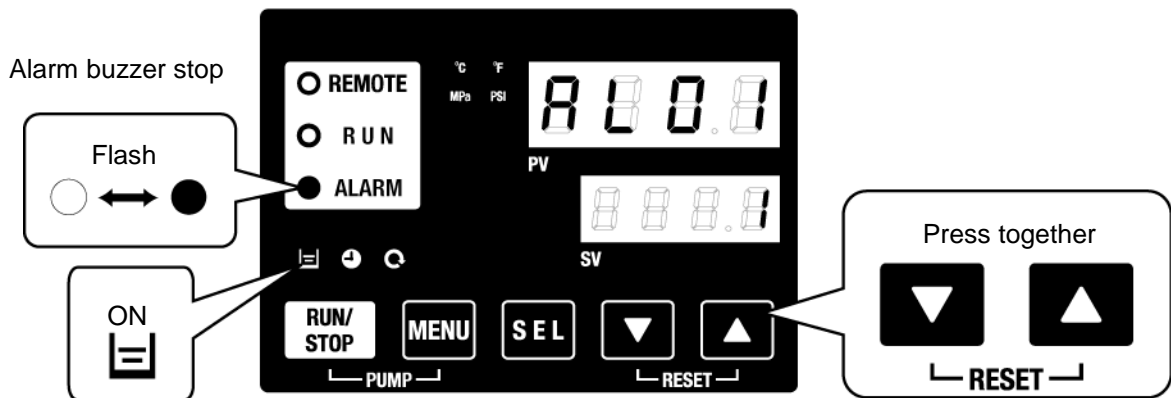 Alarm buzzer stop
Flash
ON
REMOTE
RUN
ALARM
°C °F
MPa PSI
AL01
PV
1
SV
RUN/
STOP
MENU
SEL
PUMP
RESET
Press together
RESET